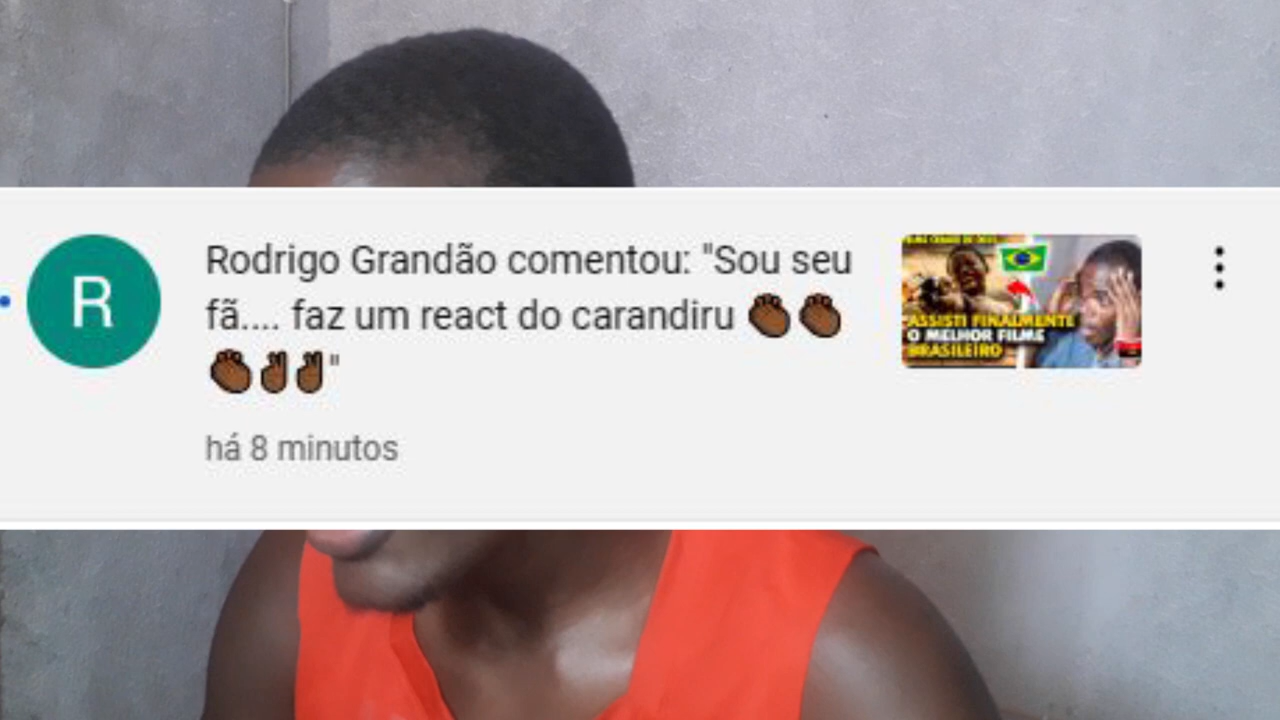 R
Rodrigo Grandão comentou: "Sou seu
fã.... faz um react do carandiru 👏🏾👏🏾
👏🏾✌🏾✌🏾"
há 8 minutos
ASSISTI FINALMENTE
O MELHOR FILME
BRASILEIRO